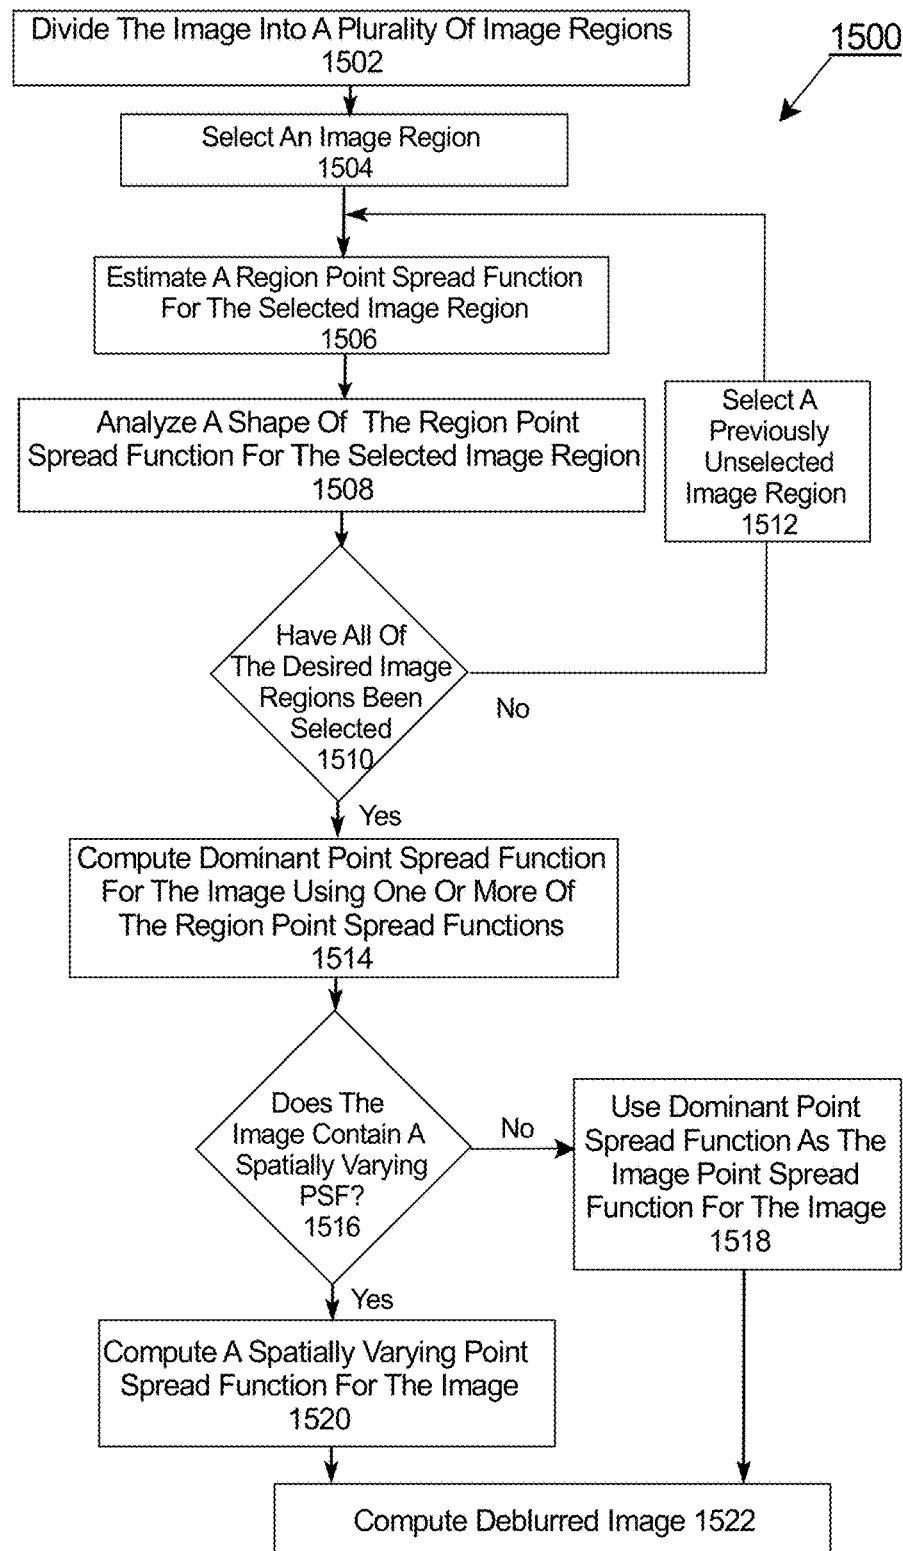 Divide The Image Into A Plurality Of Image Regions
1502
1500
Select An Image Region
1504
Estimate A Region Point Spread Function
For The Selected Image Region
1506
Analyze A Shape Of The Region Point
Spread Function For The Selected Image Region
1508
Select A
Previously
Unselected
Image Region
1512
Have All Of
The Desired Image
Regions Been
Selected
1510
No
Yes
Compute Dominant Point Spread Function
For The Image Using One Or More Of
The Region Point Spread Functions
1514
Does The
Image Contain A
Spatially Varying
PSF?
1516
No
Use Dominant Point
Spread Function As The
Image Point Spread
Function For The Image
1518
Yes
Compute A Spatially Varying Point
Spread Function For The Image
1520
Compute Deblurred Image 1522